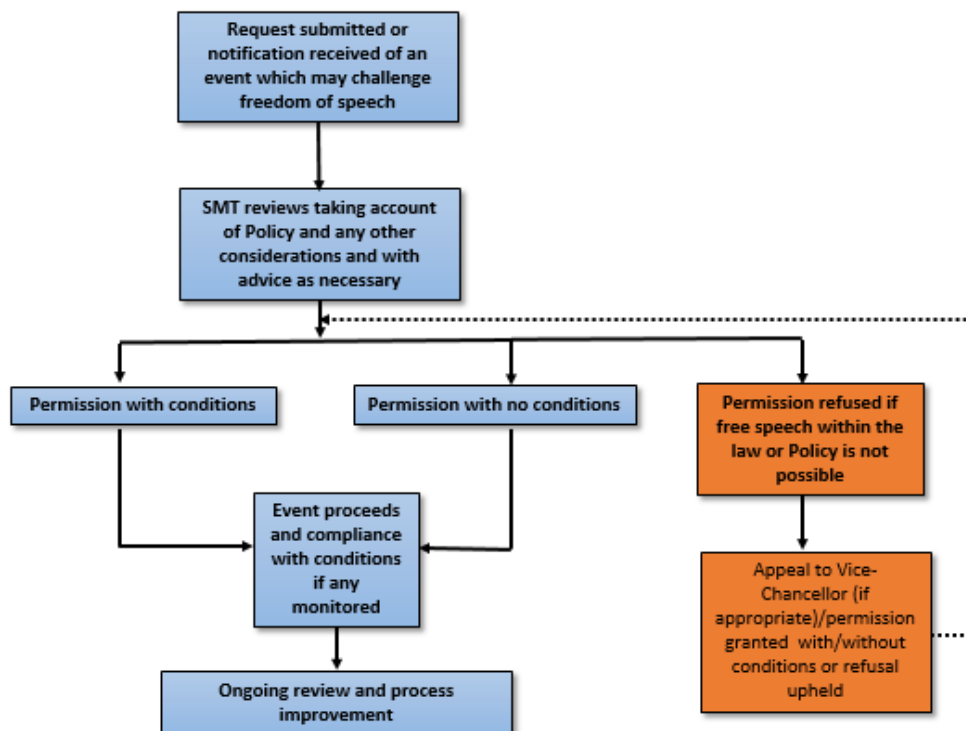 Request submitted or
notification received of an
event which may challenge
freedom of speech
SMT reviews taking account
of Policy and any other
considerations and with
advice as necessary
Permission with conditions
Permission with no conditions
Permission refused if
free speech within the
law or Policy is not
possible
Event proceeds
and compliance
with conditions
if any
monitored
Appeal to Vice-
Chancellor (if
appropriate)/permission
granted with/without
conditions or refusal
upheld
Ongoing review and process
improvement